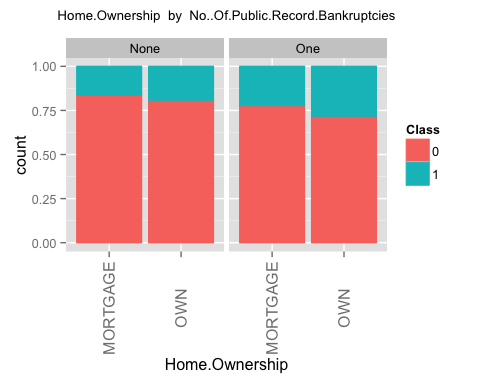 Home.Ownership by No..Of.Public.Record.Bankruptcies
None One
1.00
0.75
0.50
0.25
0.00
count
MORTGAGE OWN MORTGAGE OWN
Home.Ownership
Class
0
1